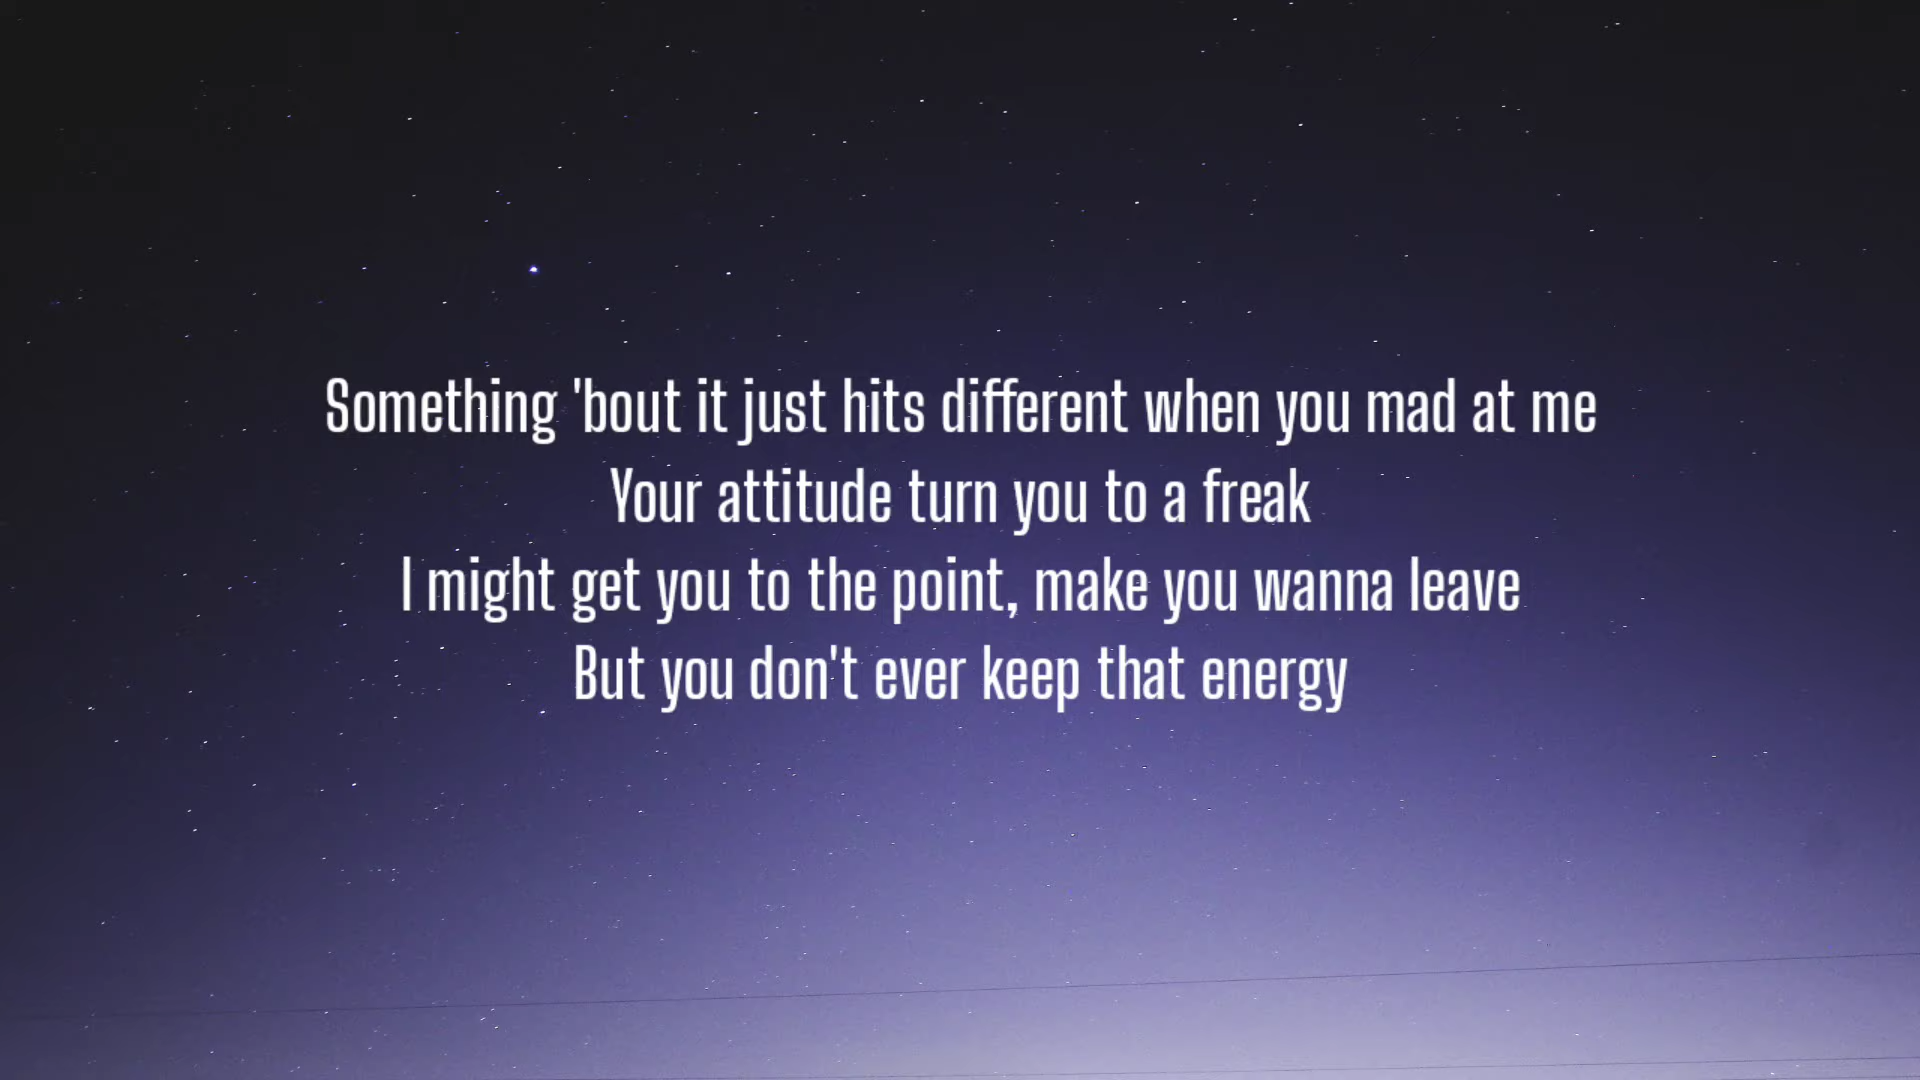 Something 'bout it just hits different when you mad at me
Your attitude turn you to a freak
I might get you to the point, make you wanna leave
But you don't ever keep that energy